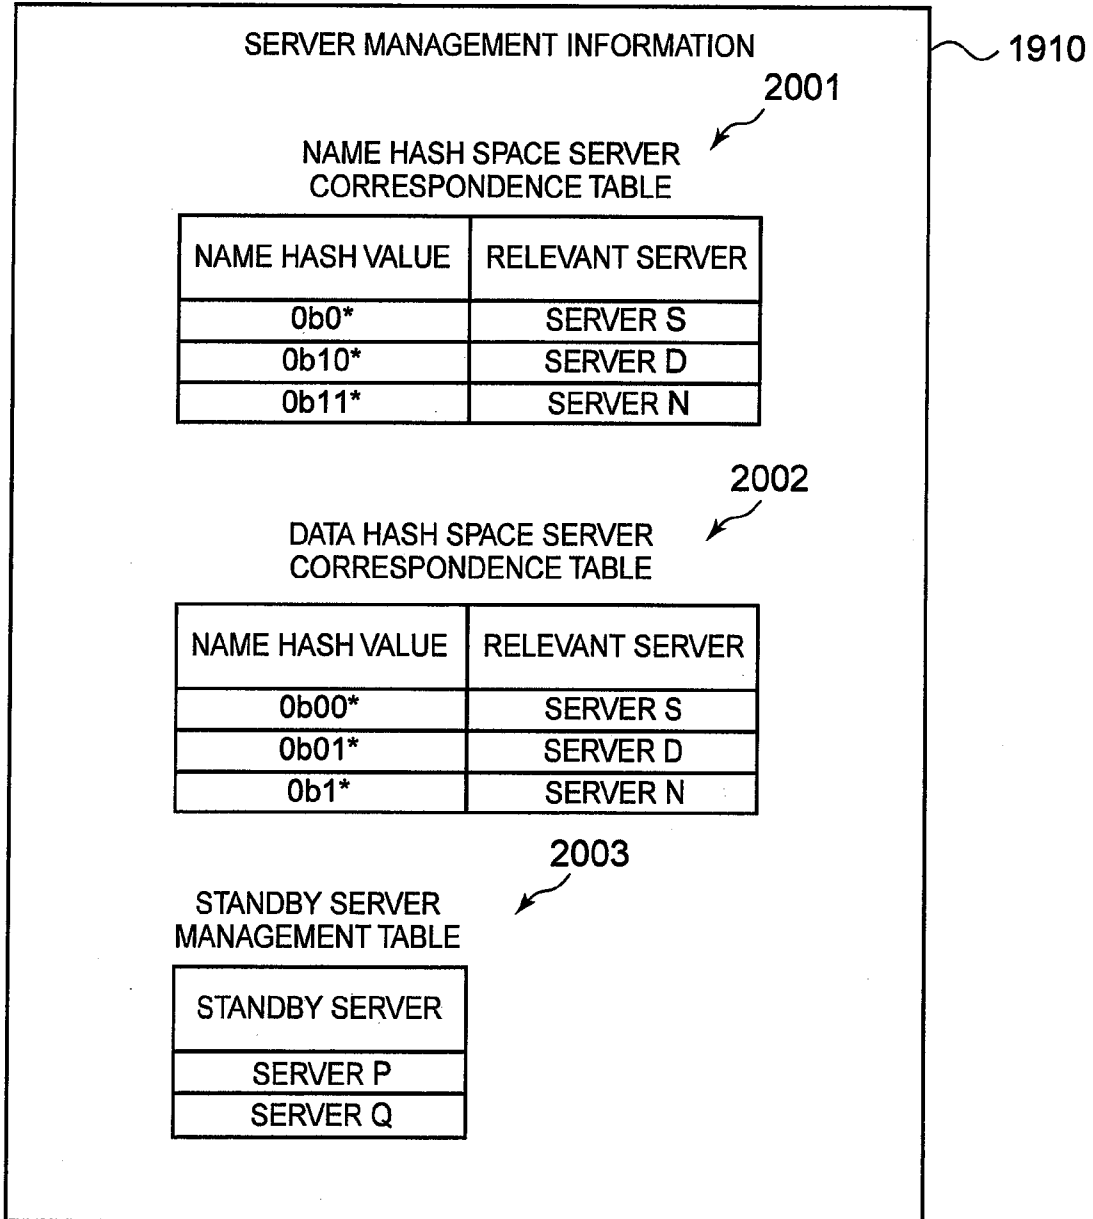 SERVER MANAGEMENT INFORMATION
1910
2001
NAME HASH SPACE SERVER
CORRESPONDENCE TABLE
NAME HASH VALUE RELEVANT SERVER
0b0* SERVER S
0b10* SERVER D
0b11* SERVER N
2002
DATA HASH SPACE SERVER
CORRESPONDENCE TABLE
NAME HASH VALUE RELEVANT SERVER
0b00* SERVER S
0b01* SERVER D
0b1* SERVER N
2003
STANDBY SERVER
MANAGEMENT TABLE
STANDBY SERVER
SERVER P
SERVER Q